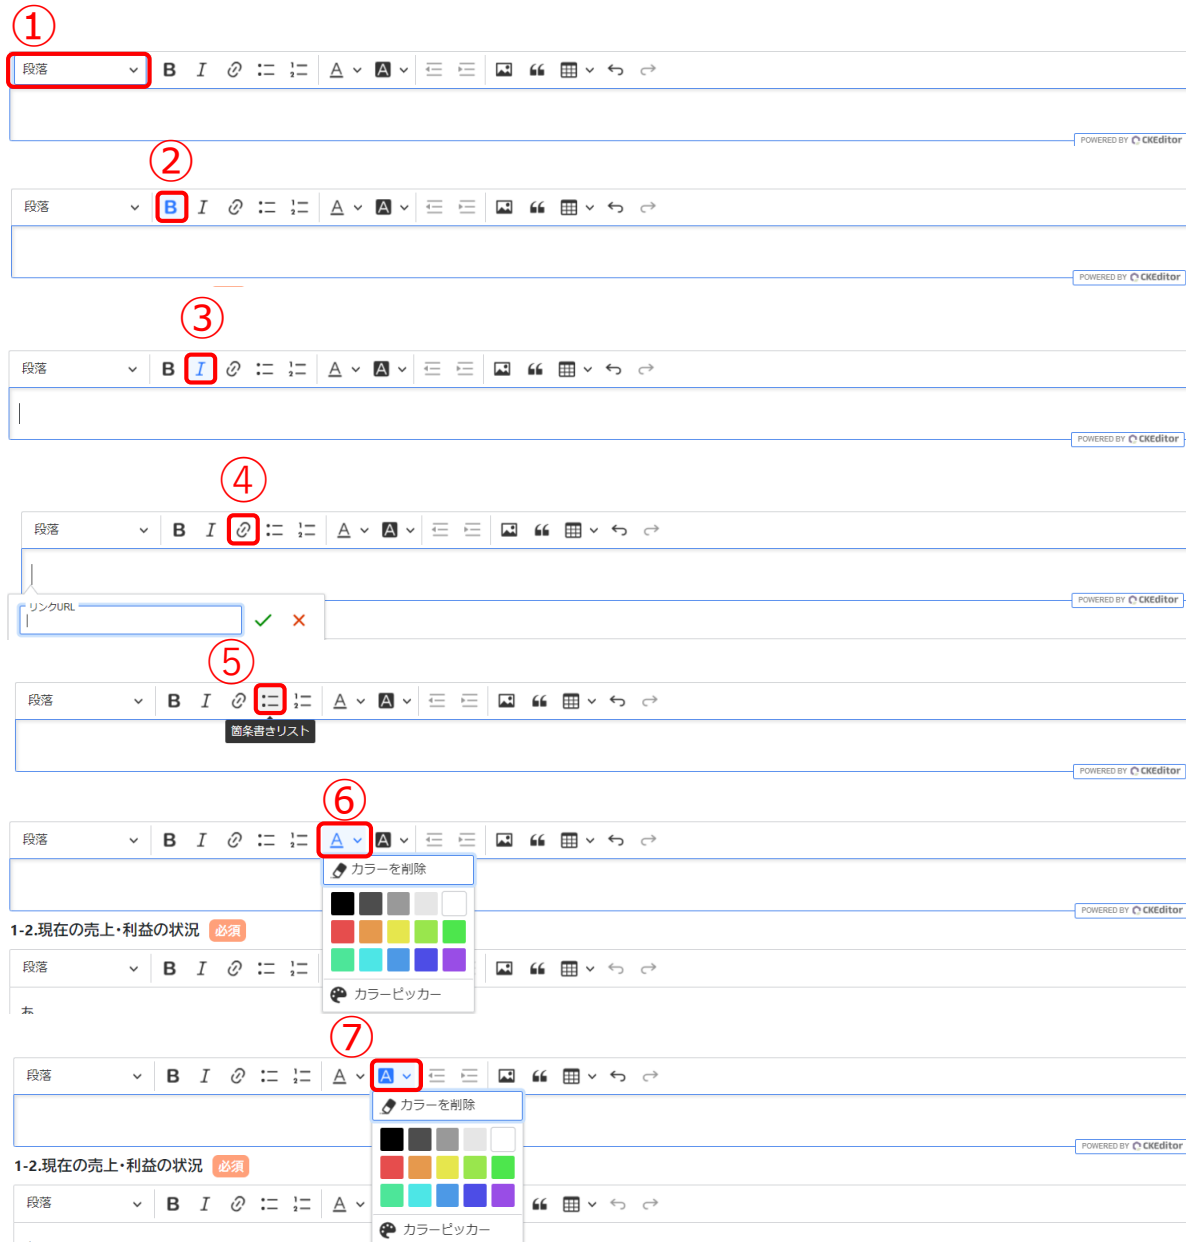 ①
段落 B I A A
POWERED BY CKEditor
②
段落 B I A A
POWERED BY CKEditor
③
段落 B I A A
POWERED BY CKEditor
④
段落 B I A A
POWERED BY CKEditor
リンクURL
⑤
段落 B I A A
箇条書きリスト
POWERED BY CKEditor
⑥
段落 B I A A
カラーを削除
POWERED BY CKEditor
1-2.現在の売上・利益の状況 必須
段落 B I
カラーピッカー
あ
⑦
段落 B I A A
カラーを削除
POWERED BY CKEditor
1-2.現在の売上・利益の状況 必須
段落 B I A
カラーピッカー